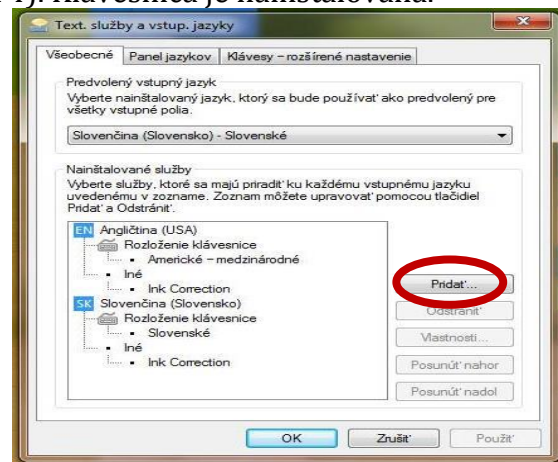 Klávesnica je nainštalovaná.
Text. služby a vstup. jazyky
Všeobecné Panel jazykov Klávesy – rozšírené nastavenie
Predvolený vstupný jazyk
Vyberte nainštalovaný jazyk, ktorý sa bude používať ako predvolený pre
všetky vstupné polia.
Slovenčina (Slovensko) - Slovenské
Nainštalované služby
Vyberte služby, ktoré sa majú priradiť ku každému vstupnému jazyku
uvedenému v zozname. Zoznam môžete upravovať pomocou tlačidiel
Pridať a Odstrániť.
EN Angličtina (USA)
Rozloženie klávesnice
Americké – medzinárodné
Iné
Ink Correction
SK Slovenčina (Slovensko)
Rozloženie klávesnice
Slovenské
Iné
Ink Correction
Pridať...
Odstrániť
Vlastnosti...
Posunúť nahor
Posunúť nadol
OK Zrušiť Použiť